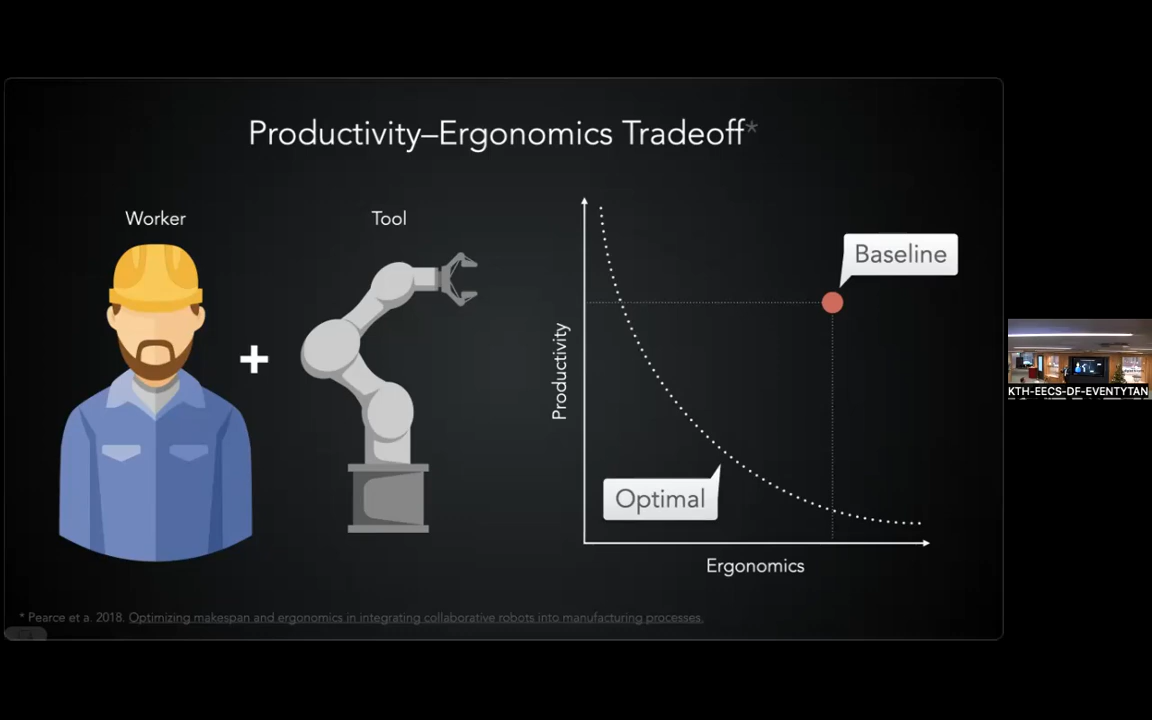 Productivity–Ergonomics Tradeoff*
Worker
Tool
+
Productivity
Baseline
Optimal
Ergonomics
* Pearce et a. 2018. Optimizing makespan and ergonomics in integrating collaborative robots into manufacturing processes.
KTH-EECS-DF-EVENTYTAN